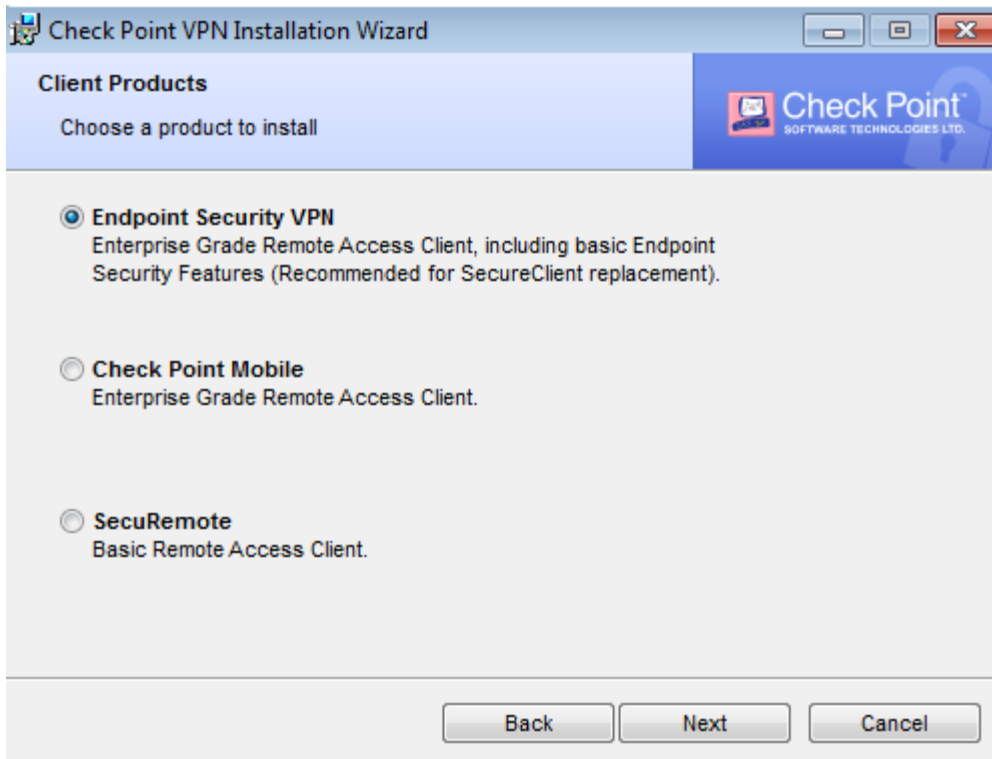 Check Point VPN Installation Wizard
Client Products
Choose a product to install
Check Point™
SOFTWARE TECHNOLOGIES LTD.
Endpoint Security VPN
Enterprise Grade Remote Access Client, including basic Endpoint
Security Features (Recommended for SecureClient replacement).
Check Point Mobile
Enterprise Grade Remote Access Client.
SecuRemote
Basic Remote Access Client.
Back
Next
Cancel